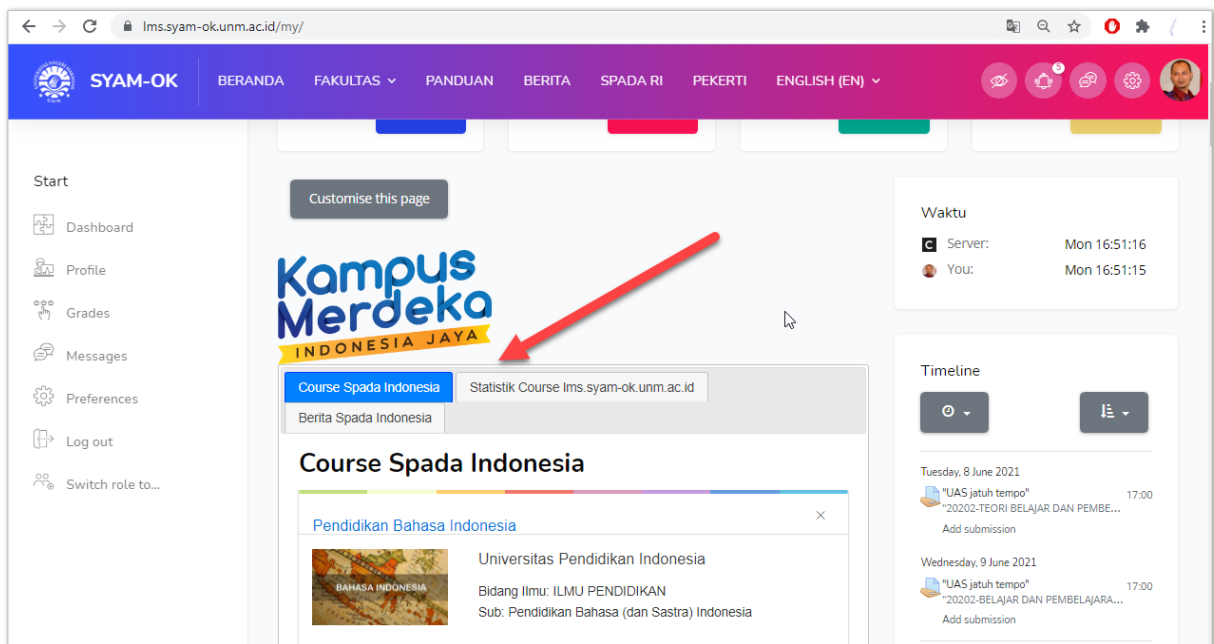 lms.syam-ok.unm.ac.id/my/
SYAM-OK
BERANDA
FAKULTAS
PANDUAN
BERITA
SPADA RI
PEKERTI
ENGLISH (EN)
5
Start
Dashboard
Profile
Grades
Messages
Preferences
Log out
Switch role to...
Customise this page
Kampus
Merdeka
INDONESIA JAYA
Course Spada Indonesia
Statistik Course lms.syam-ok.unm.ac.id
Berita Spada Indonesia
Course Spada Indonesia
Pendidikan Bahasa Indonesia
BAHASA INDONESIA
Universitas Pendidikan Indonesia
Bidang Ilmu: ILMU PENDIDIKAN
Sub: Pendidikan Bahasa (dan Sastra) Indonesia
Waktu
Server: Mon 16:51:16
You: Mon 16:51:15
Timeline
Tuesday, 8 June 2021
"UAS jatuh tempo" 17:00
"20202-TEORI BELAJAR DAN PEMBE...
Add submission
Wednesday, 9 June 2021
"UAS jatuh tempo" 17:00
"20202-BELAJAR DAN PEMBELAJARA...
Add submission